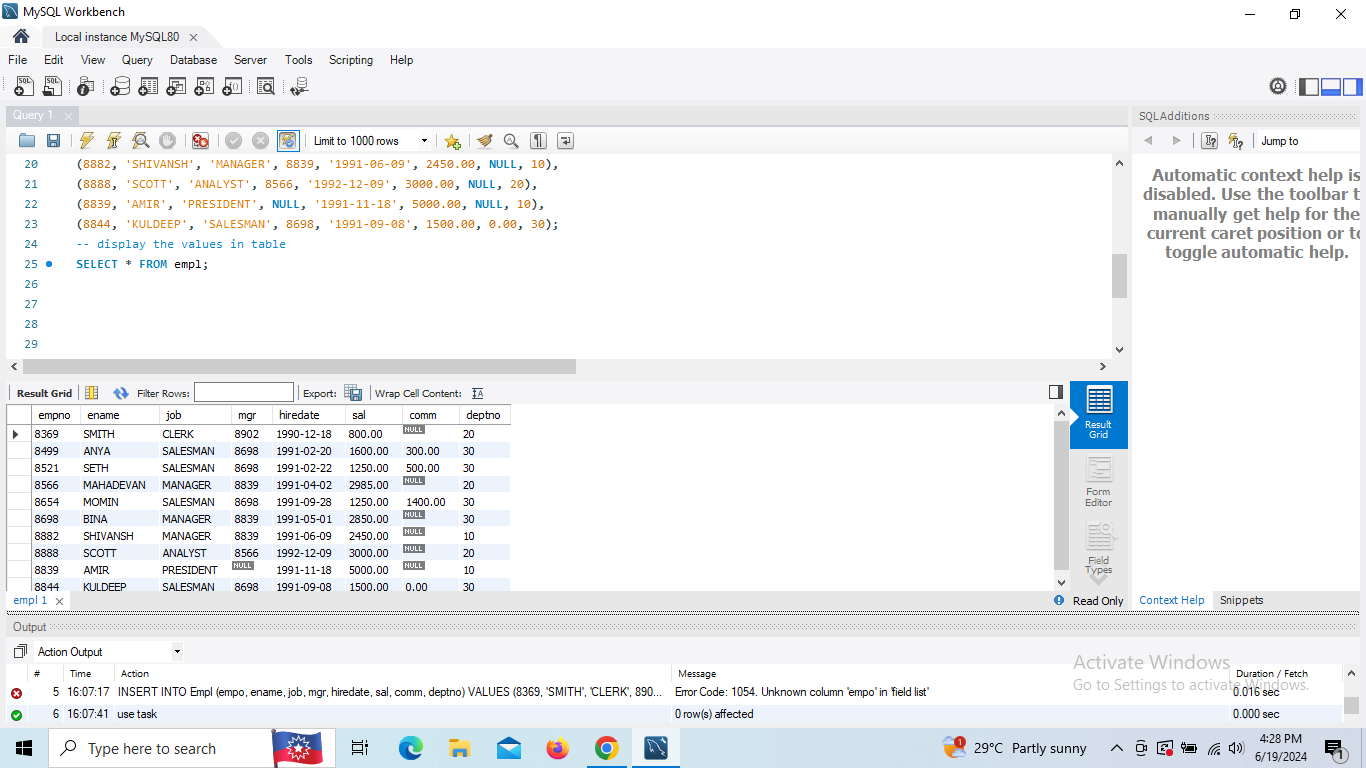 MySQL Workbench
Local instance MySQL80
File Edit View Query Database Server Tools Scripting Help
Query 1
SQLAdditions
Limit to 1000 rows
Jump to
20 (8882, 'SHIVANSH', 'MANAGER', 8839, '1991-06-09', 2450.00, NULL, 10),
21 (8888, 'SCOTT', 'ANALYST', 8566, '1992-12-09', 3000.00, NULL, 20),
22 (8839, 'AMIR', 'PRESIDENT', NULL, '1991-11-18', 5000.00, NULL, 10),
23 (8844, 'KULDEEP', 'SALESMAN', 8698, '1991-09-08', 1500.00, 0.00, 30);
24 -- display the values in table
25 SELECT * FROM empl;
26
27
28
29
Automatic context help is
disabled. Use the toolbar t
manually get help for the
current caret position or to
toggle automatic help.
Result Grid Filter Rows: Export: Wrap Cell Content:
empno ename job mgr hiredate sal comm deptno
8369 SMITH CLERK 8902 1990-12-18 800.00 NULL 20
8499 ANYA SALESMAN 8698 1991-02-20 1600.00 300.00 30
8521 SETH SALESMAN 8698 1991-02-22 1250.00 500.00 30
8566 MAHADEVAN MANAGER 8839 1991-04-02 2985.00 NULL 20
8654 MOMIN SALESMAN 8698 1991-09-28 1250.00 1400.00 30
8698 BINA MANAGER 8839 1991-05-01 2850.00 NULL 30
8882 SHIVANSH MANAGER 8839 1991-06-09 2450.00 NULL 10
8888 SCOTT ANALYST 8566 1992-12-09 3000.00 NULL 20
8839 AMIR PRESIDENT NULL 1991-11-18 5000.00 NULL 10
8844 KULDEEP SALESMAN 8698 1991-09-08 1500.00 0.00 30
Result
Grid
Form
Editor
Field
Types
empl 1
Read Only
Context Help Snippets
Output
Action Output
# Time Action Message Duration / Fetch
5 16:07:17 INSERT INTO Empl (empo, ename, job, mgr, hiredate, sal, comm, deptno) VALUES (8369, 'SMITH', 'CLERK', 890... Error Code: 1054. Unknown column 'empo' in 'field list' 0.016 sec
6 16:07:41 use task 0 row(s) affected 0.000 sec
Activate Windows
Go to Settings to activate Windows.
Type here to search
29°C Partly sunny
4:28 PM
6/19/2024